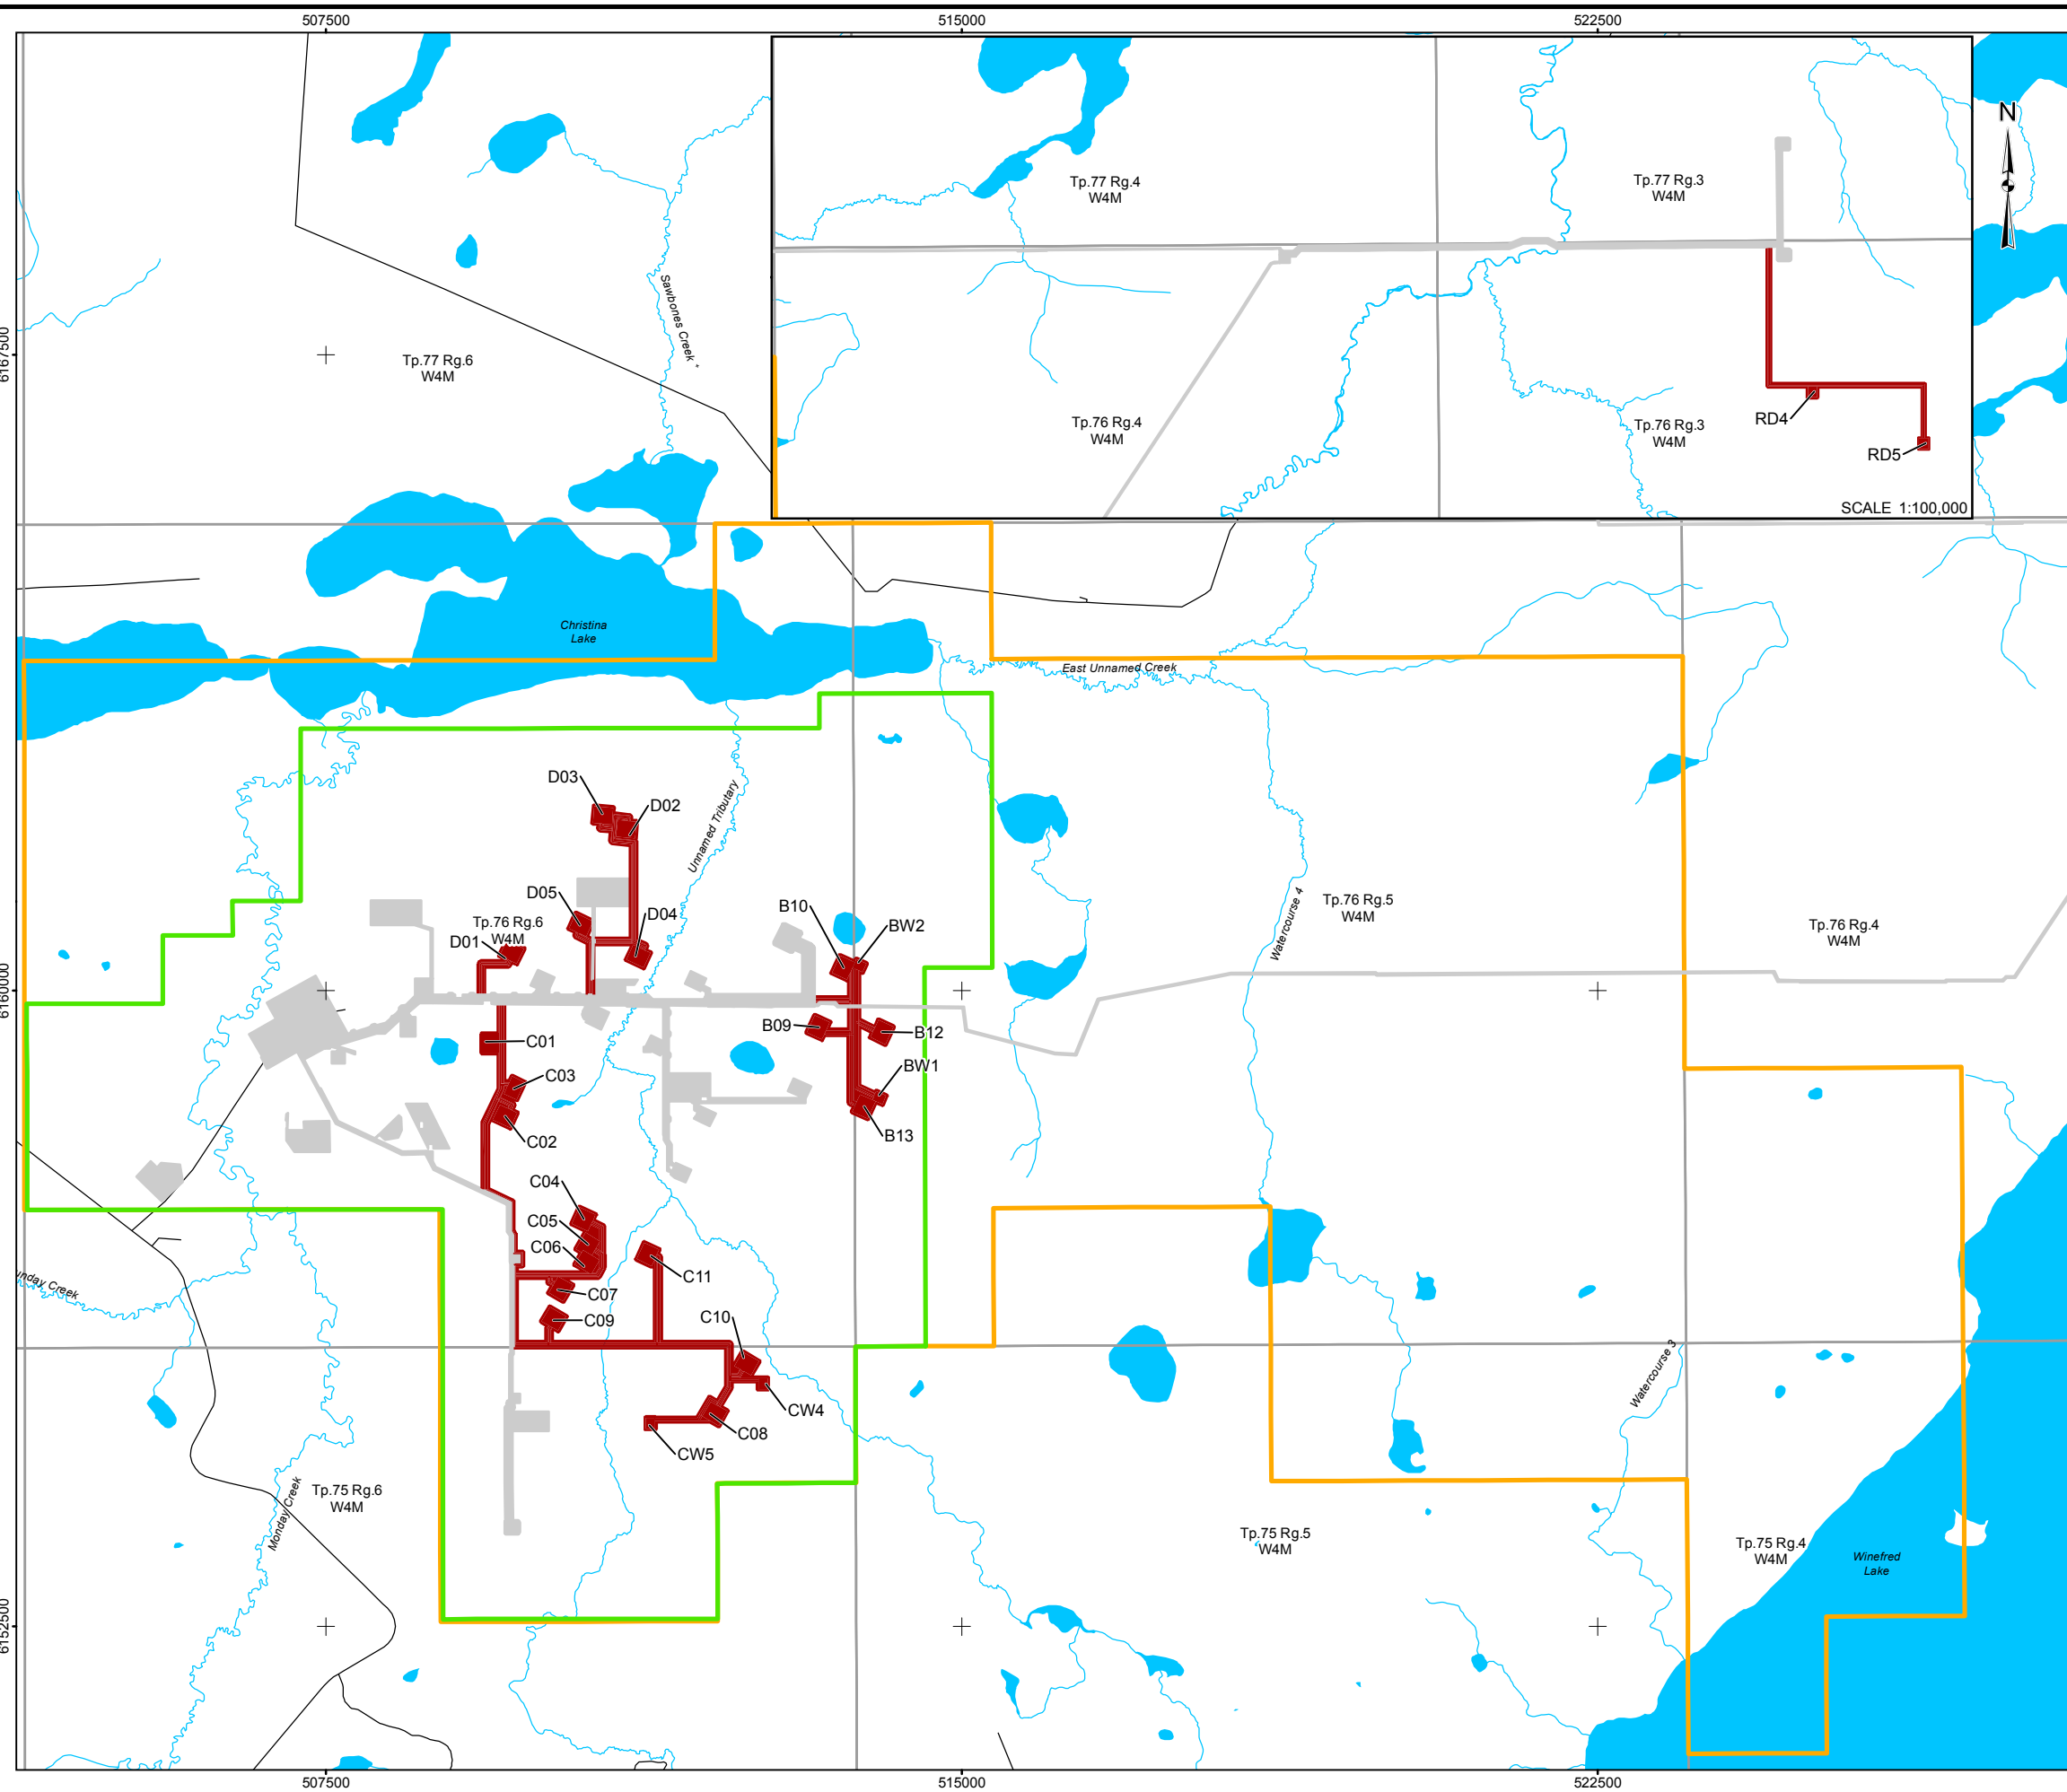 507500
515000
522500
N
Tp.77 Rg.4
W4M
Tp.77 Rg.3
W4M
6167500
Tp.77 Rg.6
W4M
Sawbones Creek
Tp.76 Rg.4
W4M
Tp.76 Rg.3
W4M
RD4
RD5
SCALE 1:100,000
Christina
Lake
East Unnamed Creek
D03
D02
Unnamed Tributary
D05
D04
Tp.76 Rg.6
W4M
D01
B10
BW2
Watercourse 4
Tp.76 Rg.5
W4M
Tp.76 Rg.4
W4M
6160000
B09
B12
C01
C03
BW1
C02
B13
C04
C05
C06
C11
unday Creek
C07
C09
C10
CW4
C08
CW5
Watercourse 3
Monday Creek
Tp.75 Rg.6
W4M
Tp.75 Rg.5
W4M
Tp.75 Rg.4
W4M
Winefred
Lake
6152500
507500
515000
522500